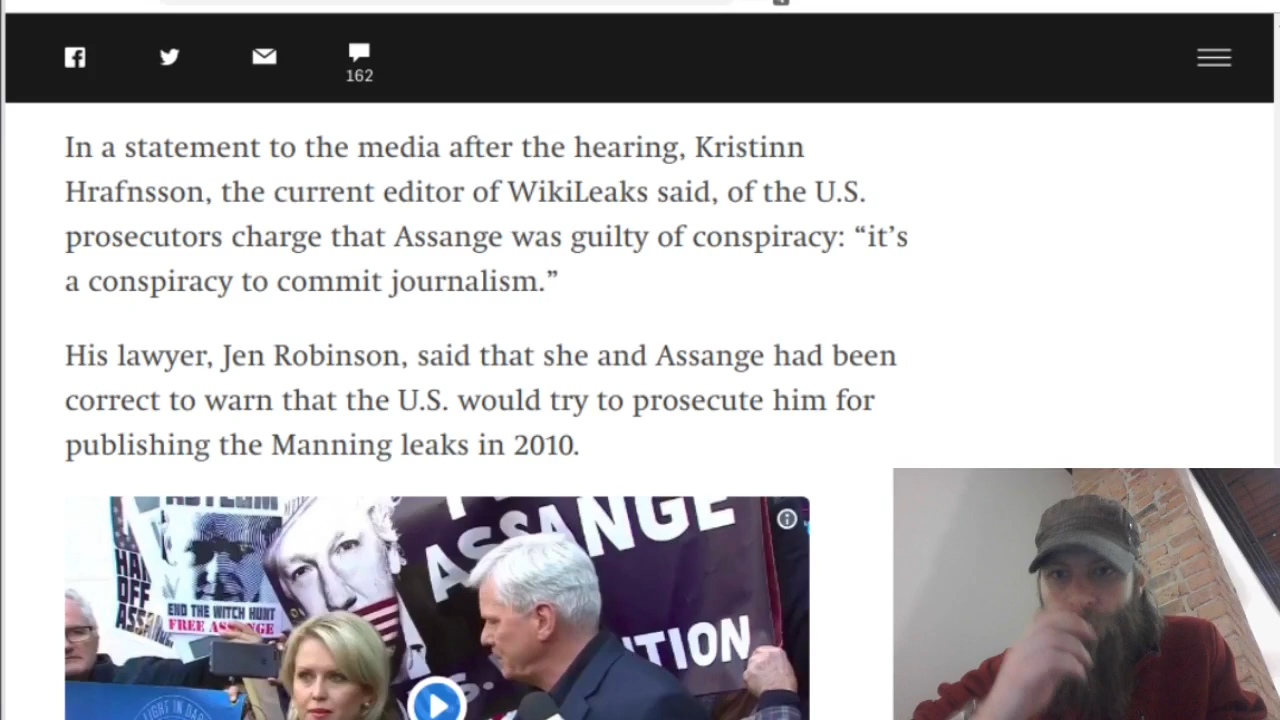 162
In a statement to the media after the hearing, Kristinn
Hrafnsson, the current editor of WikiLeaks said, of the U.S.
prosecutors charge that Assange was guilty of conspiracy: “it’s
a conspiracy to commit journalism.”
His lawyer, Jen Robinson, said that she and Assange had been
correct to warn that the U.S. would try to prosecute him for
publishing the Manning leaks in 2010.
ASSANGE
OFF
END THE WITCH HUNT
FREE ASSANGE